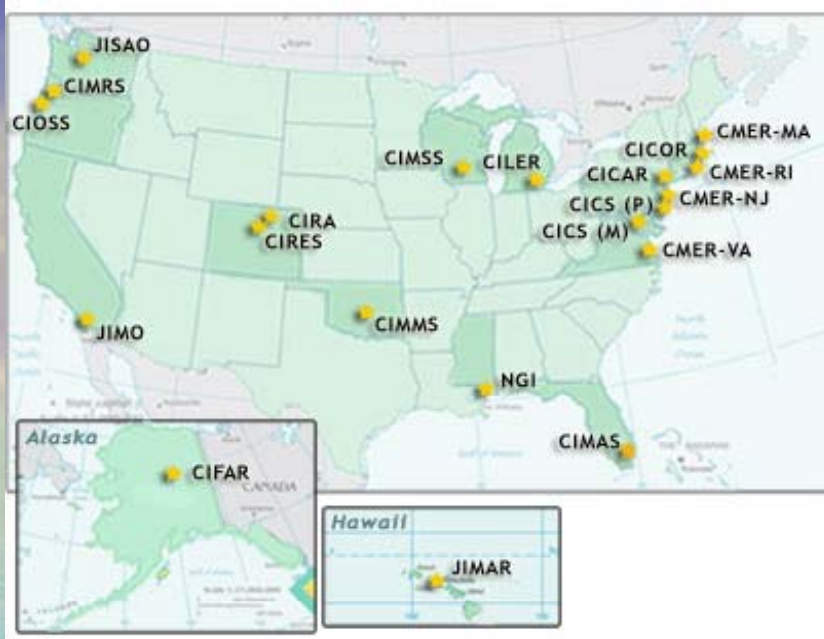 JISAO
CIMRS
CIOSS
CMER-MA
CIMSS
CILER
CICOR
CICAR
CMER-RI
CICS (P)
CMER-NJ
CICS (M)
CMER-VA
CIRA
CIRES
CIMMS
JIMO
NGI
CIMAS
Alaska
CIFAR
CANADA
Hawaii
JIMAR